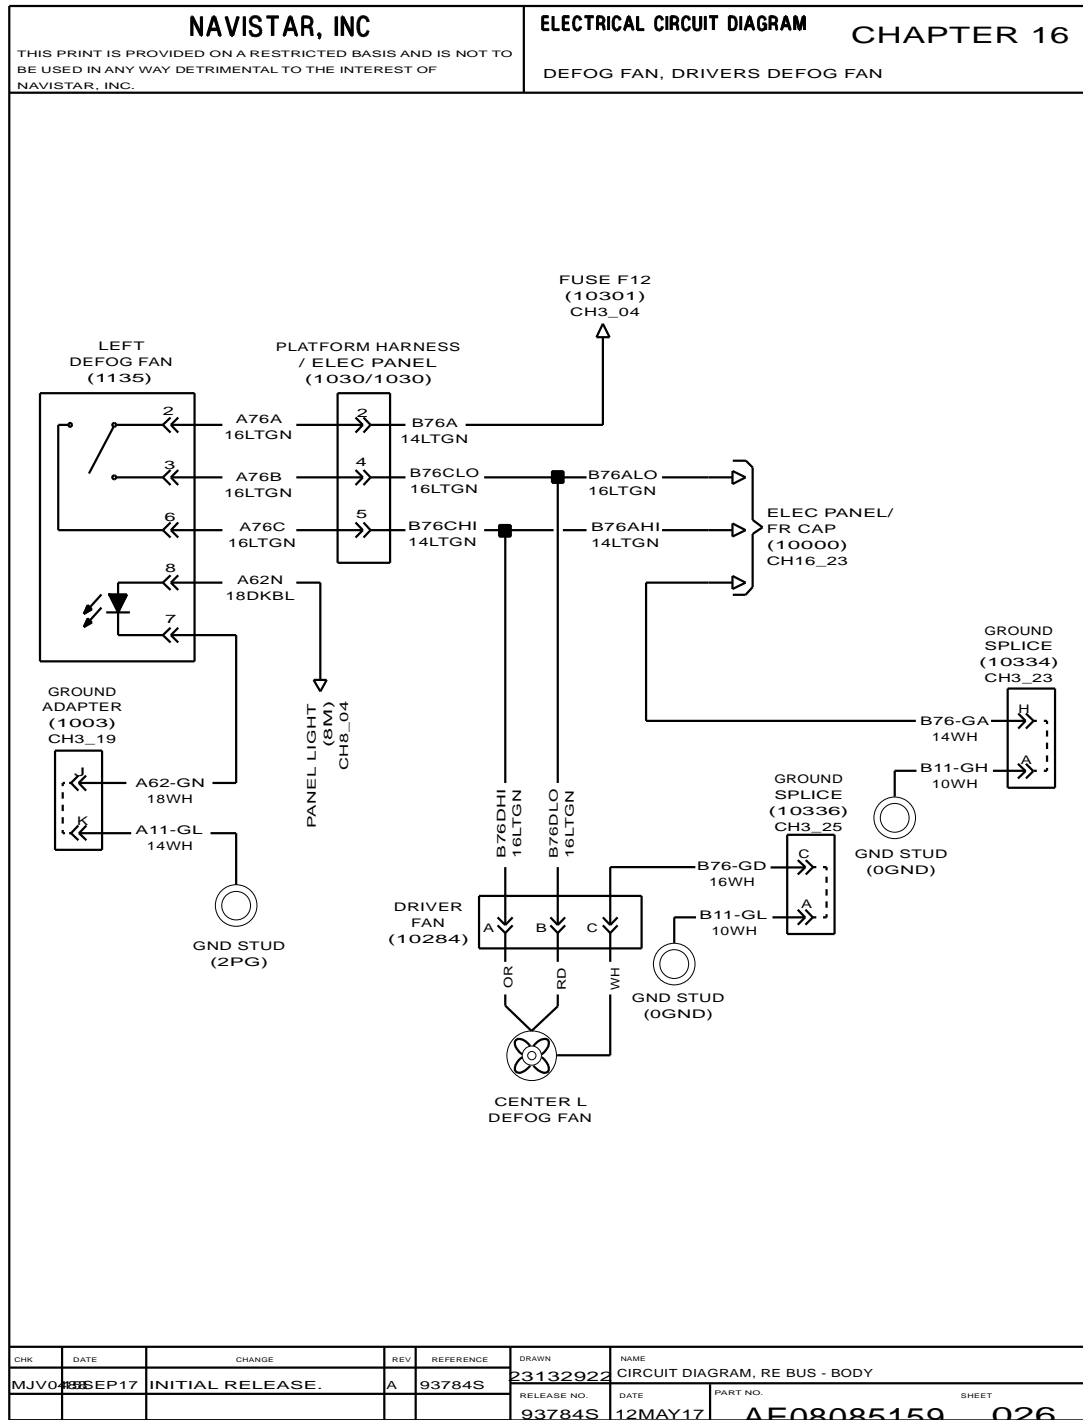 NAVISTAR, INC
THIS PRINT IS PROVIDED ON A RESTRICTED BASIS AND IS NOT TO
BE USED IN ANY WAY DETRIMENTAL TO THE INTEREST OF
NAVISTAR, INC.
ELECTRICAL CIRCUIT DIAGRAM
CHAPTER 16
DEFOG FAN, DRIVERS DEFOG FAN
FUSE F12
(10301)
CH3_04
LEFT
DEFOG FAN
(1135)
PLATFORM HARNESS
/ ELEC PANEL
(1030/1030)
2
A76A
16LTGN
2
B76A
14LTGN
3
A76B
16LTGN
4
B76CLO
16LTGN
B76ALO
16LTGN
6
A76C
16LTGN
5
B76CHI
14LTGN
B76AHI
14LTGN
ELEC PANEL/
FR CAP
(10000)
CH16_23
8
A62N
18DKBL
7
GROUND
SPLICE
(10334)
CH3_23
H
B76-GA
14WH
A
B11-GH
10WH
GND STUD
(0GND)
GROUND
ADAPTER
(1003)
CH3_19
J
A62-GN
18WH
K
A11-GL
14WH
GND STUD
(2PG)
PANEL LIGHT
(8M)
CH8_04
B76DHI
16LTGN
B76DLO
16LTGN
GROUND
SPLICE
(10336)
CH3_25
C
B76-GD
16WH
A
B11-GL
10WH
GND STUD
(0GND)
DRIVER
FAN
(10284)
A
B
C
OR
RD
WH
CENTER L
DEFOG FAN
CHK
DATE
CHANGE
REV
REFERENCE
DRAWN
23132922
NAME
CIRCUIT DIAGRAM, RE BUS - BODY
SEP17
INITIAL RELEASE.
A
93784S
RELEASE NO.
93784S
DATE
12MAY17
PART NO.
AE08085159
SHEET
026